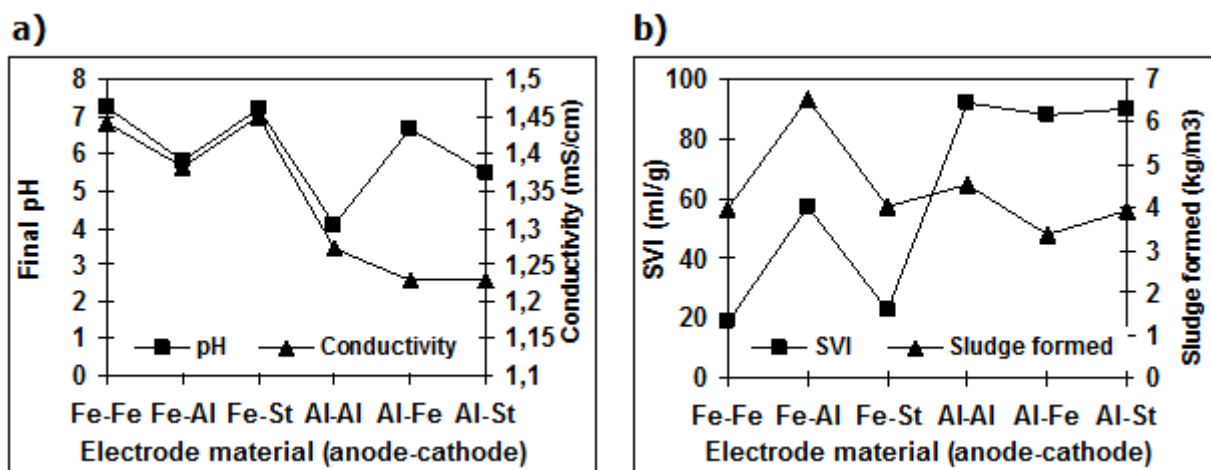 a)
Final pH
8
7
6
5
4
3
2
1
0
1,5
1,45
1,4
1,35
1,3
1,25
1,2
1,15
1,1
Conductivity (mS/cm)
pH
Conductivity
Fe-Fe Fe-Al Fe-St Al-Al Al-Fe Al-St
Electrode material (anode-cathode)
b)
SVI (ml/g)
100
80
60
40
20
0
7
6
5
4
3
2
1
0
Sludge formed (kg/m3)
SVI
Sludge formed
Fe-Fe Fe-Al Fe-St Al-Al Al-Fe Al-St
Electrode material (anode-cathode)